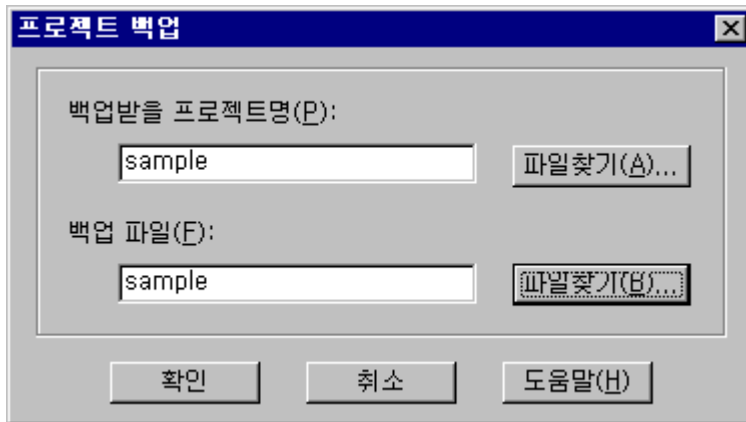 프로젝트 백업
백업받을 프로젝트명(P):
sample 파일찾기(A)...
백업 파일(F):
sample 파일찾기(B)...
확인 취소 도움말(H)